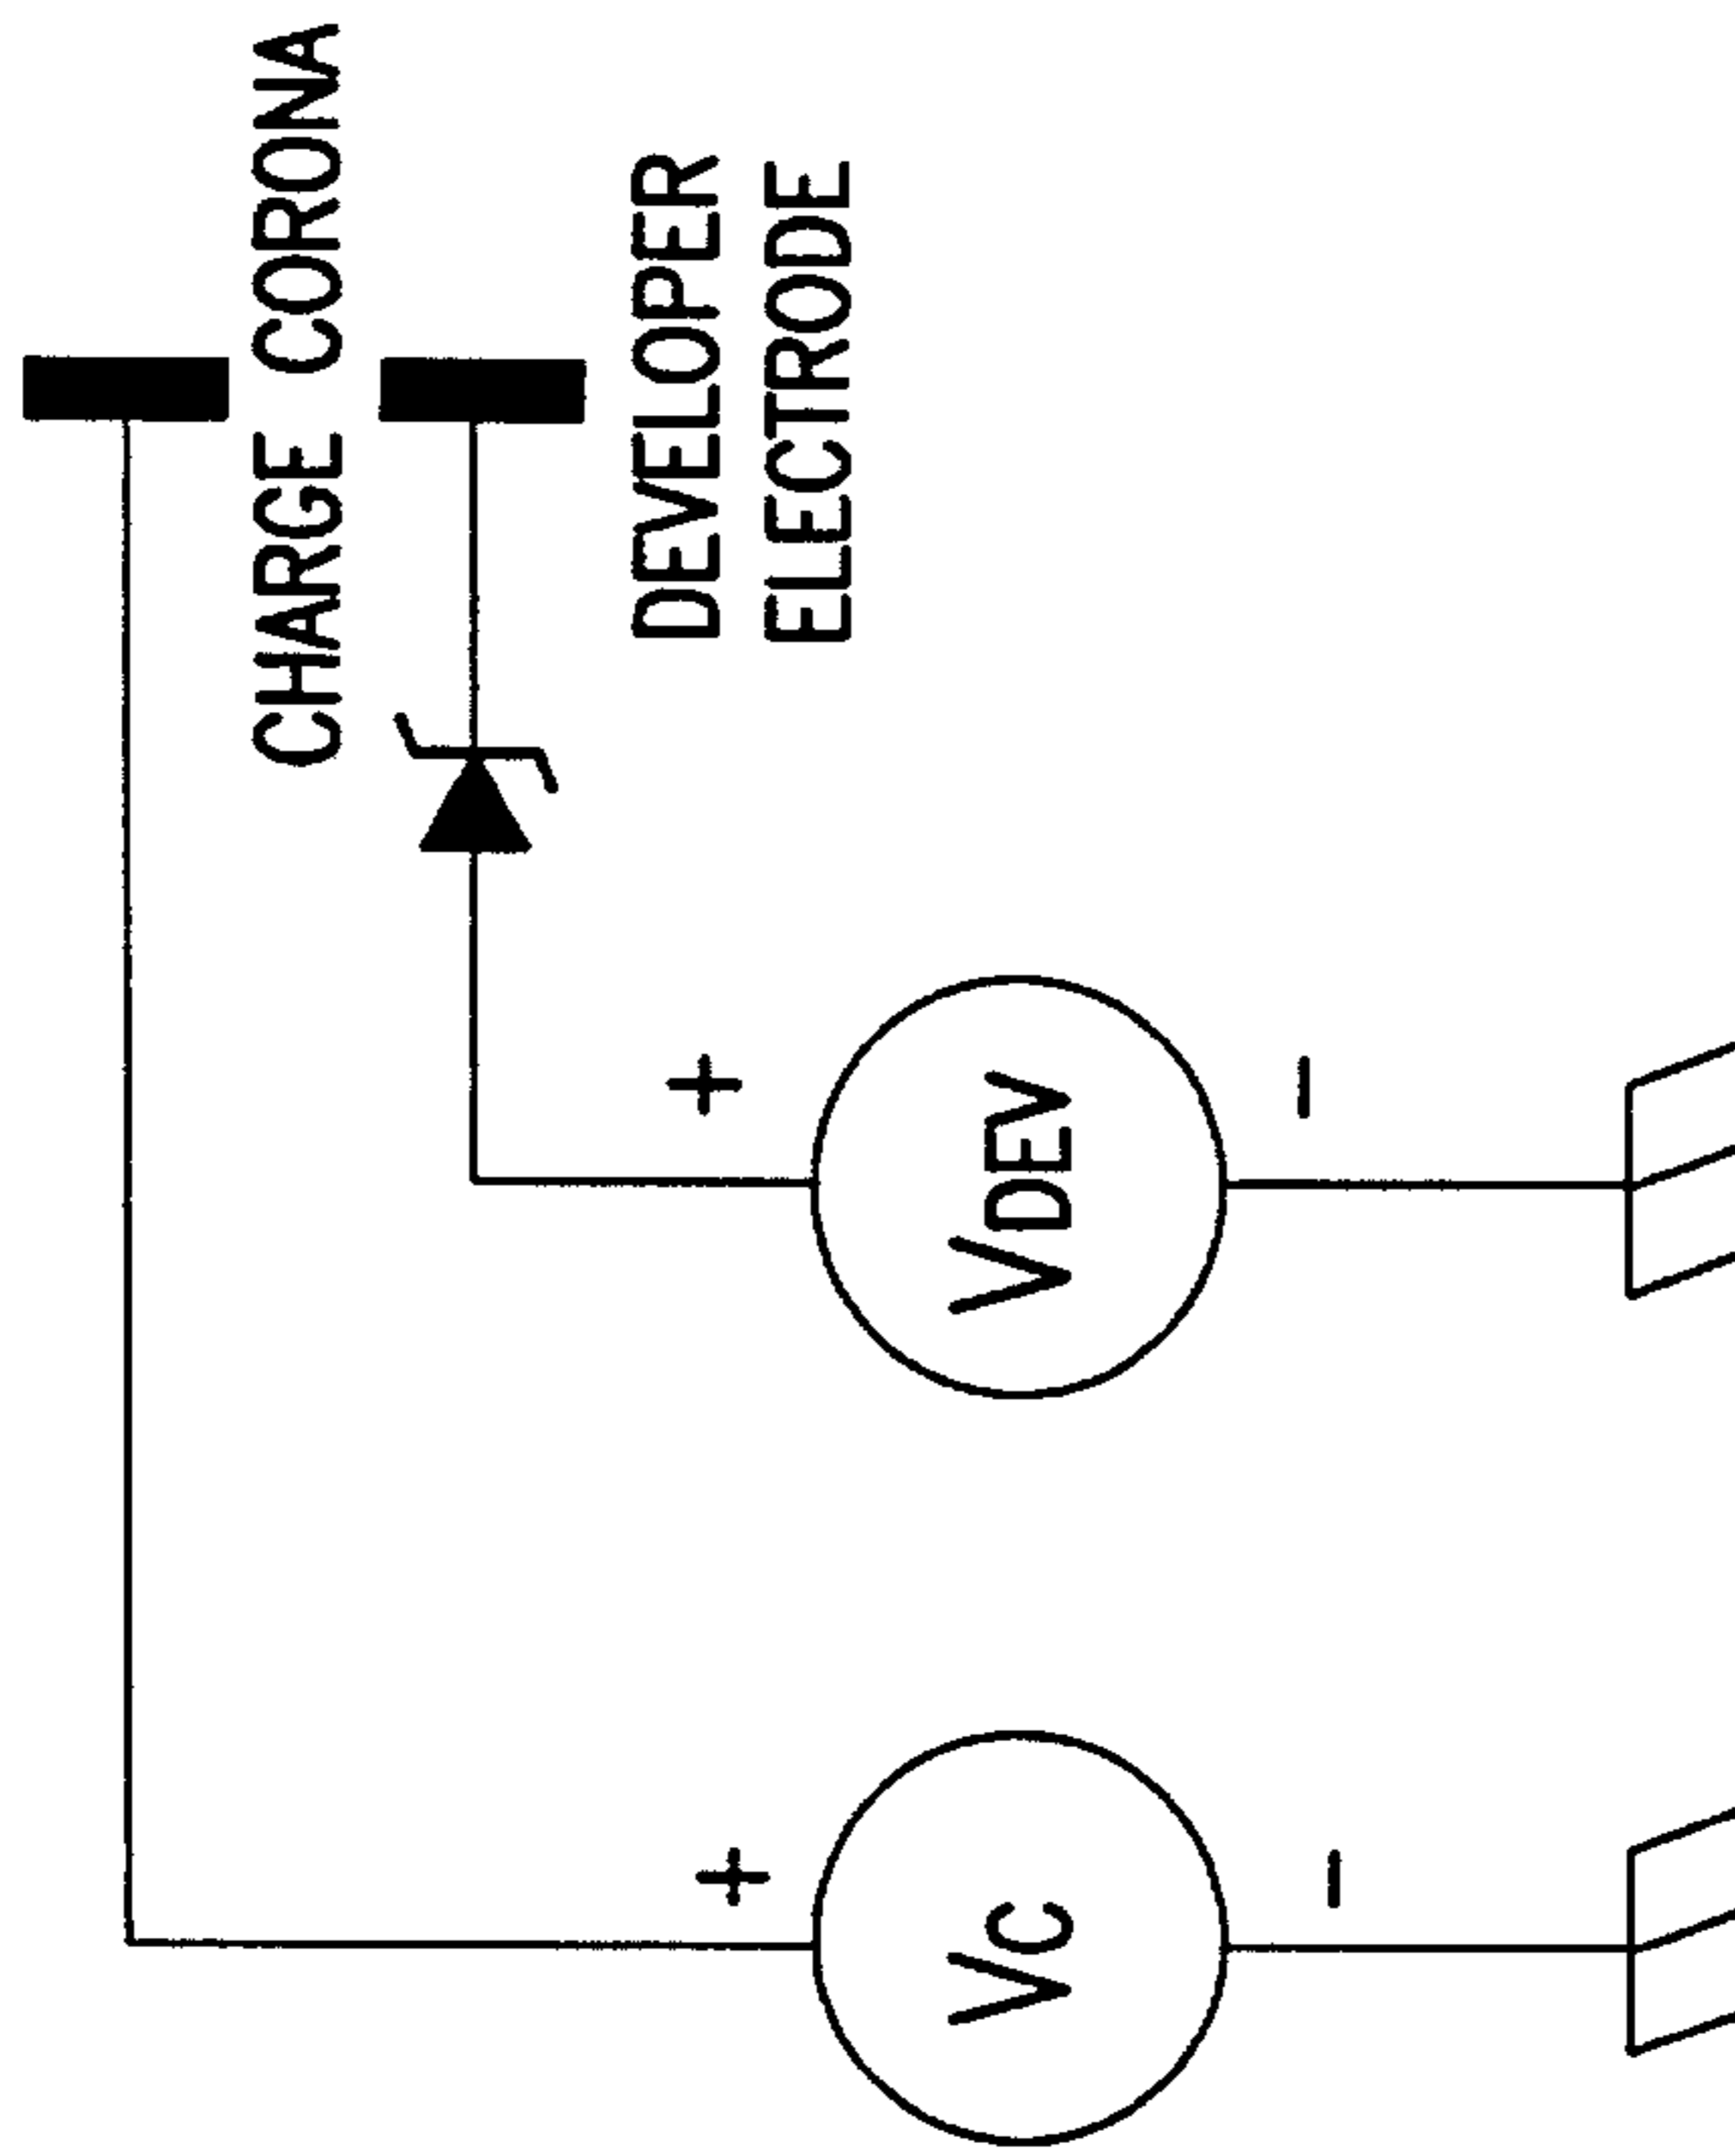 CHARGE CORONA
DEVELOPER
ELECTRODE
+
VDEV
−
+
VC
−